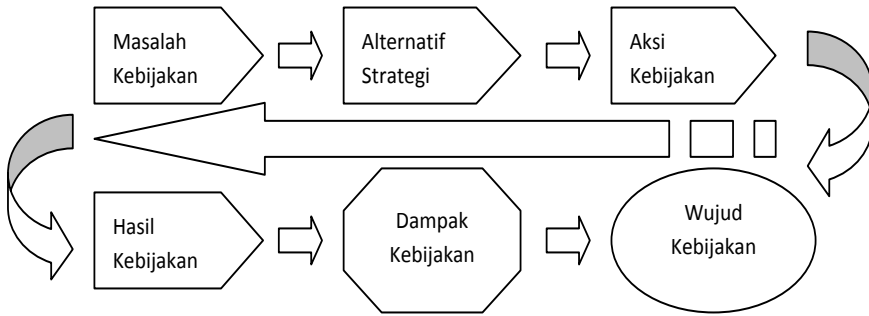 Masalah
Kebijakan
Alternatif
Strategi
Aksi
Kebijakan
Hasil
Kebijakan
Dampak
Kebijakan
Wujud
Kebijakan